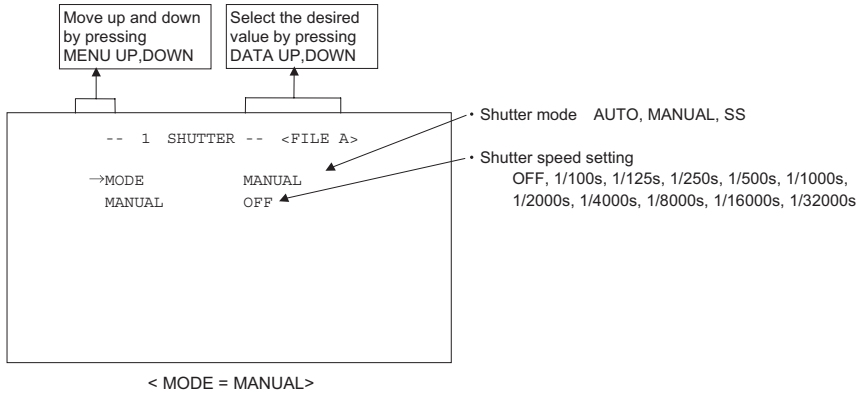 Move up and down
by pressing
MENU UP,DOWN
Select the desired
value by pressing
DATA UP,DOWN
-- 1 SHUTTER -- <FILE A>
→MODE MANUAL
MANUAL OFF
・Shutter mode AUTO, MANUAL, SS
・Shutter speed setting
OFF, 1/100s, 1/125s, 1/250s, 1/500s, 1/1000s,
1/2000s, 1/4000s, 1/8000s, 1/16000s, 1/32000s
< MODE = MANUAL>